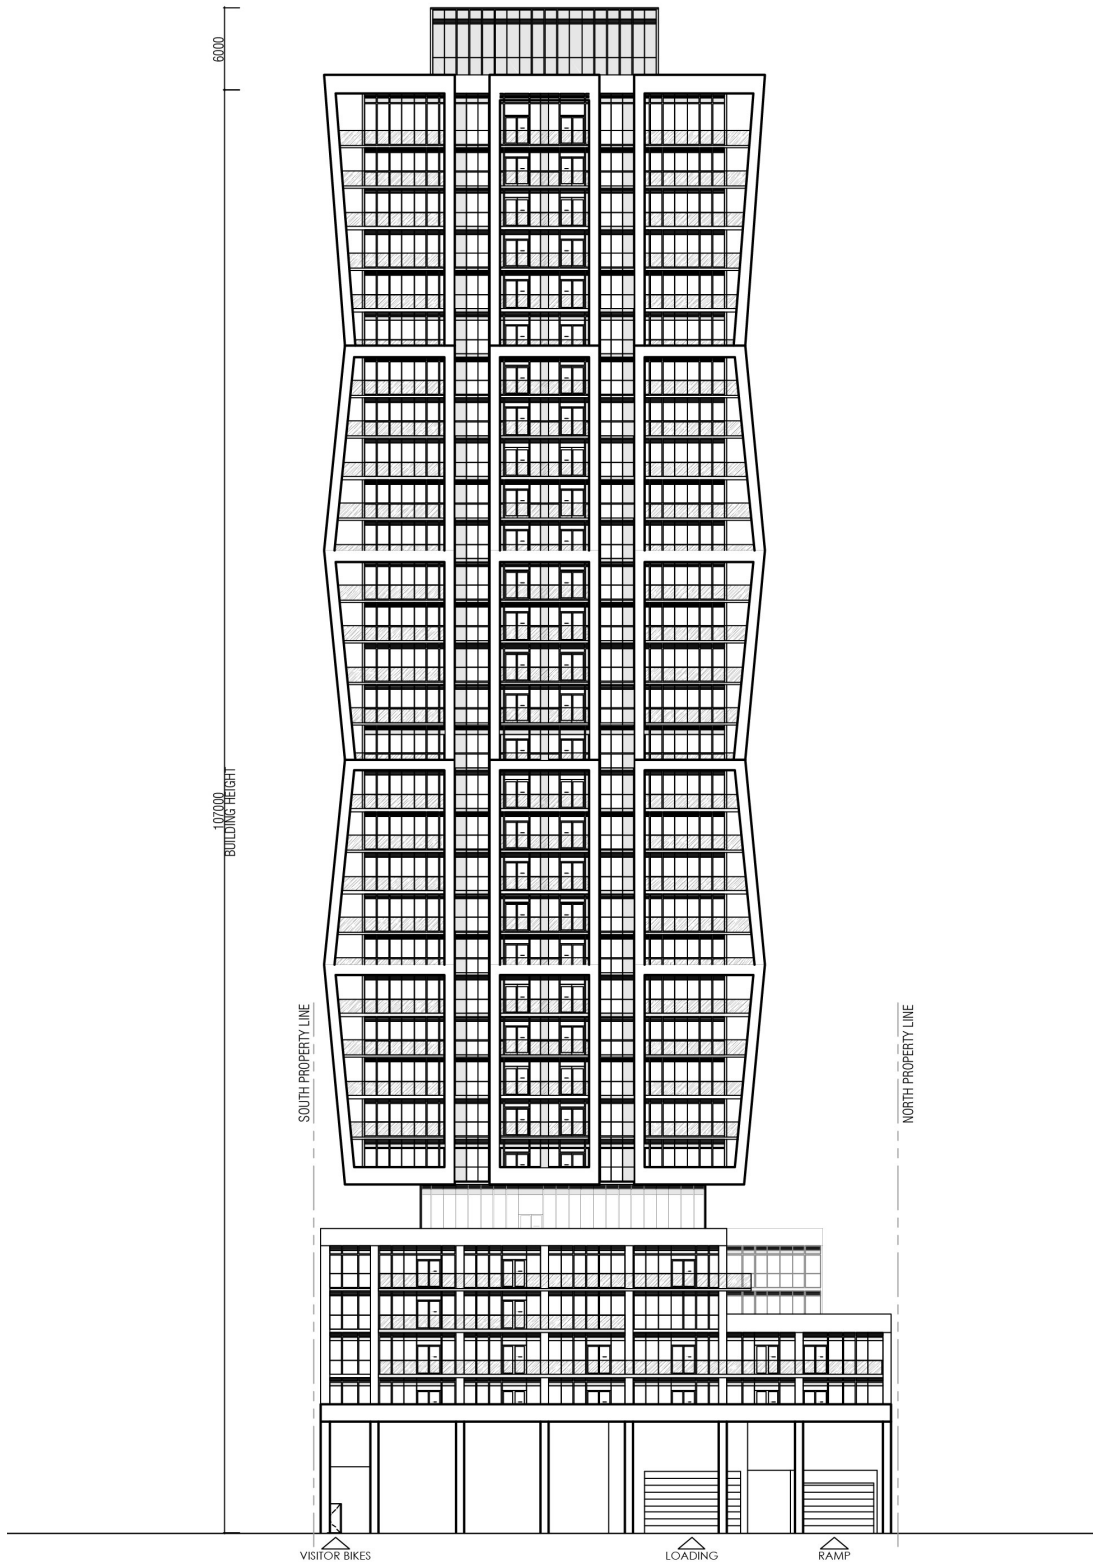 6000
107000
BUILDING HEIGHT
SOUTH PROPERTY LINE
NORTH PROPERTY LINE
VISITOR BIKES
LOADING
RAMP